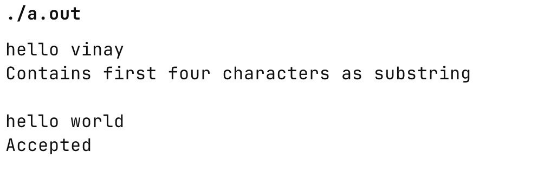 ./a.out
hello vinay
Contains first four characters as substring
hello world
Accepted